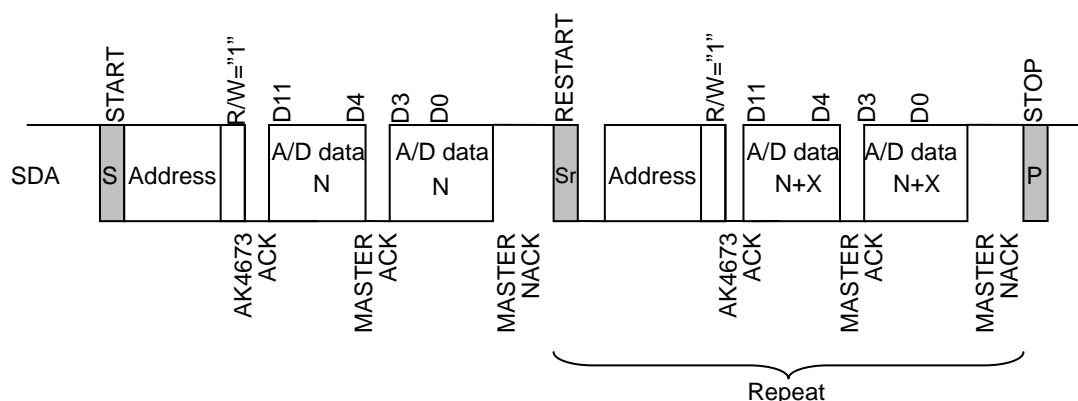 START
R/W="1"
D11
D4
D3
D0
RESTART
R/W="1"
D11
D4
D3
D0
STOP
SDA
S
Address
A/D data
N
A/D data
N
Sr
Address
A/D data
N+X
A/D data
N+X
P
AK4673
ACK
MASTER
ACK
MASTER
NACK
AK4673
ACK
MASTER
ACK
MASTER
NACK
Repeat